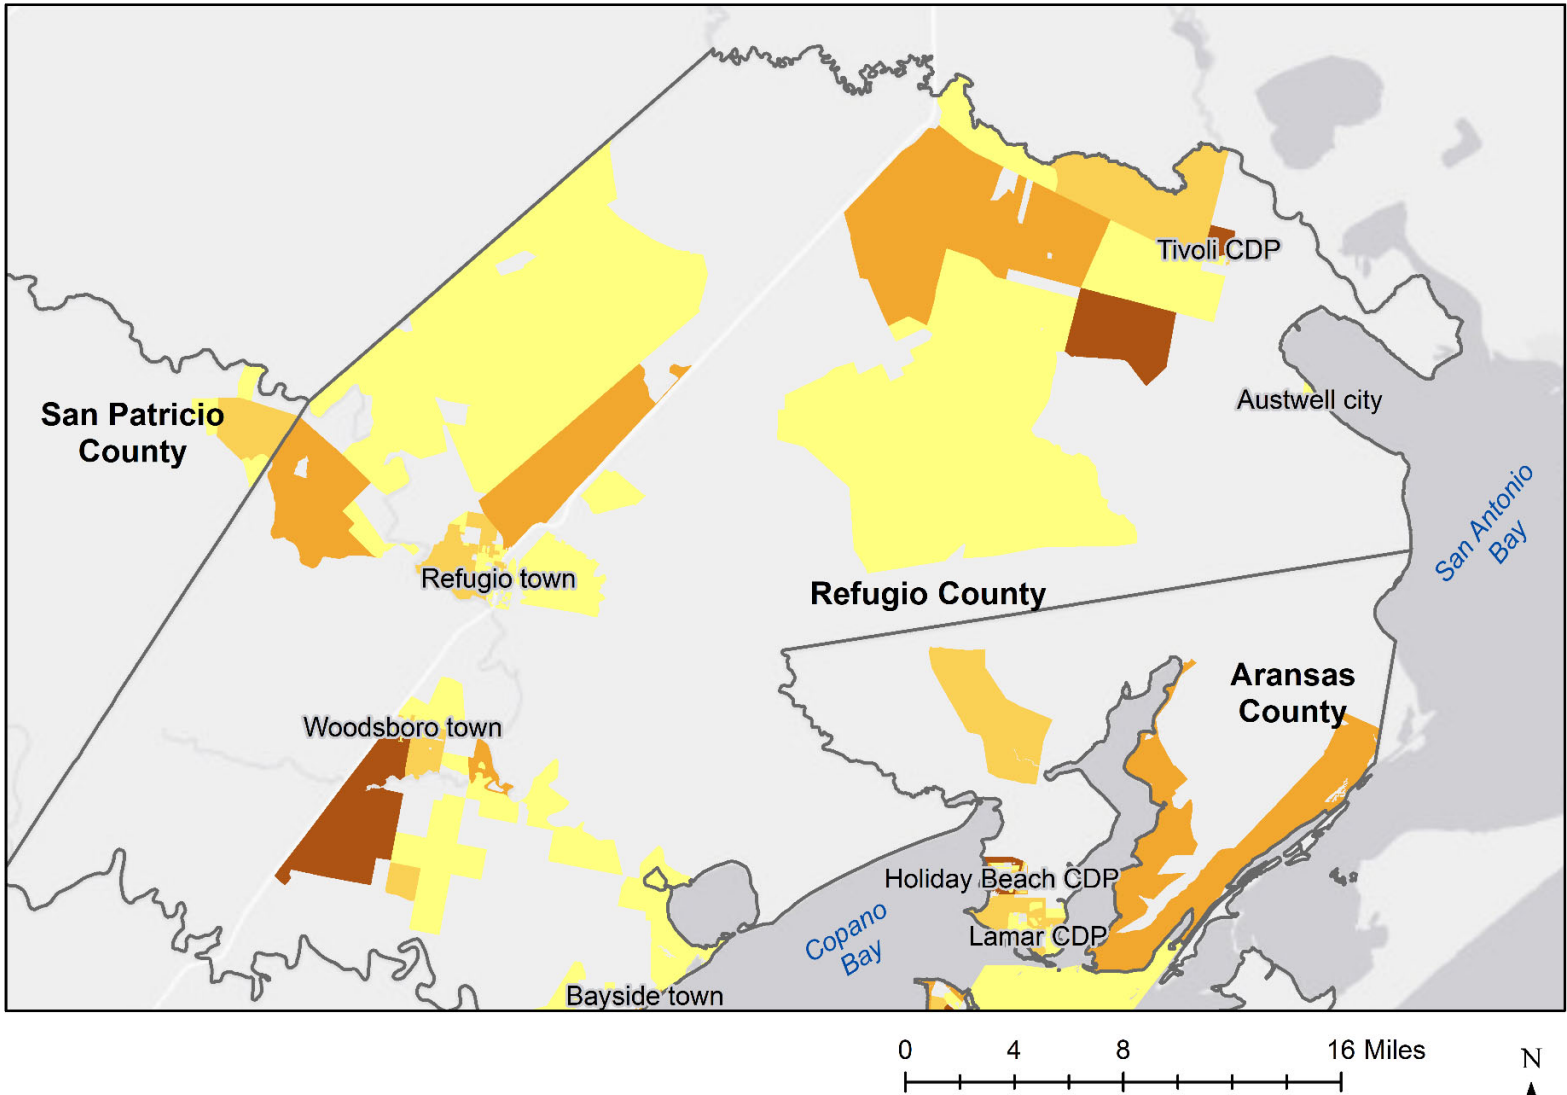 Tivoli CDP
Austwell city
San Patricio
County
San Antonio
Bay
Refugio town
Refugio County
Aransas
County
Woodsboro town
Holiday Beach CDP
Copano
Bay
Lamar CDP
Bayside town
0 4 8 16 Miles
N